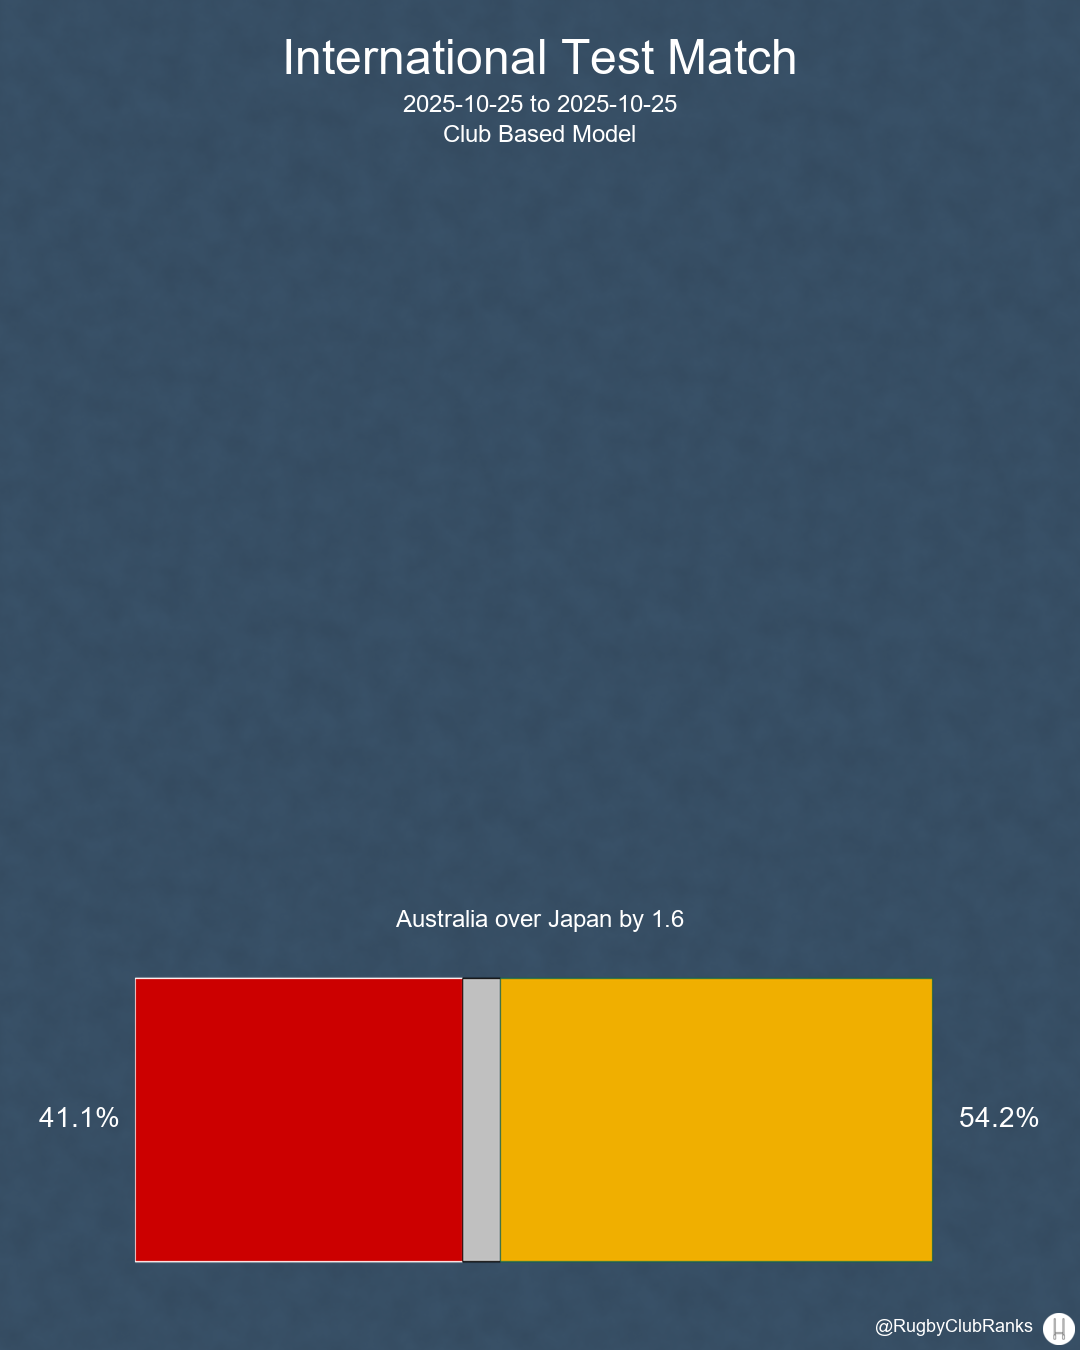 International Test Match
2025-10-25 to 2025-10-25
Club Based Model
Australia over Japan by 1.6
41.1%
54.2%
@RugbyClubRanks